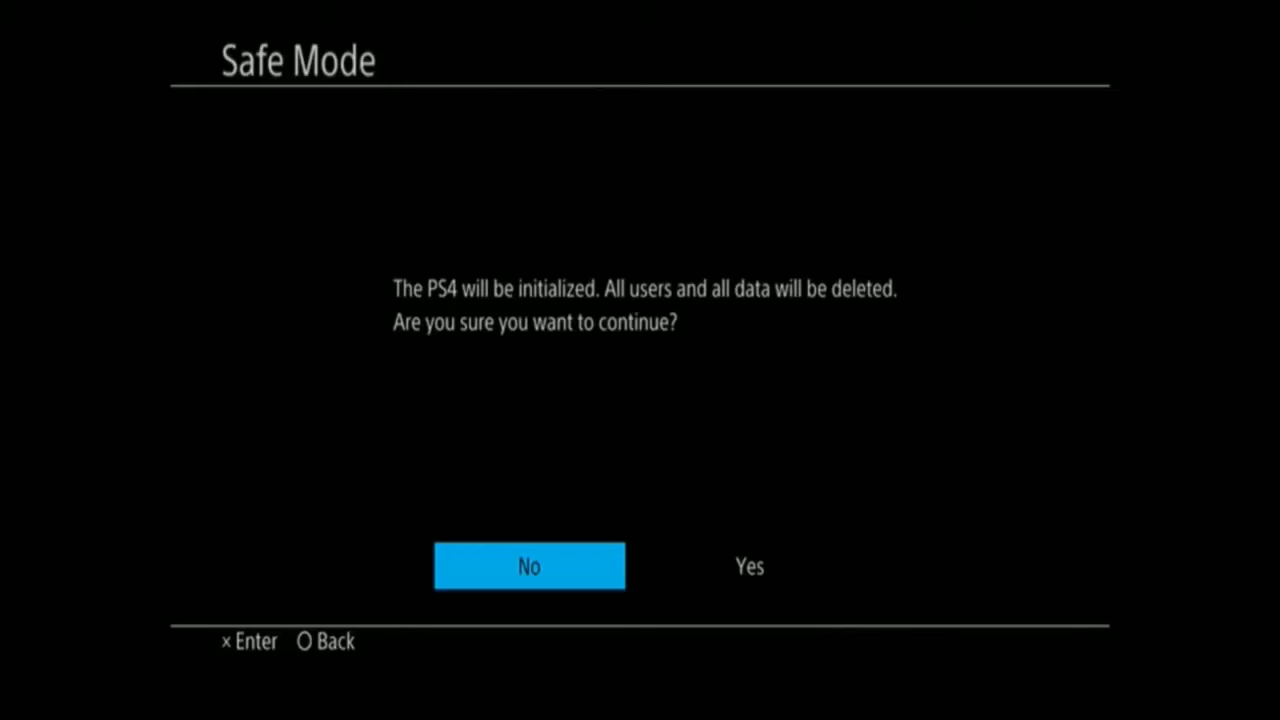 Safe Mode
The PS4 will be initialized. All users and all data will be deleted.
Are you sure you want to continue?
No Yes
× Enter ○ Back